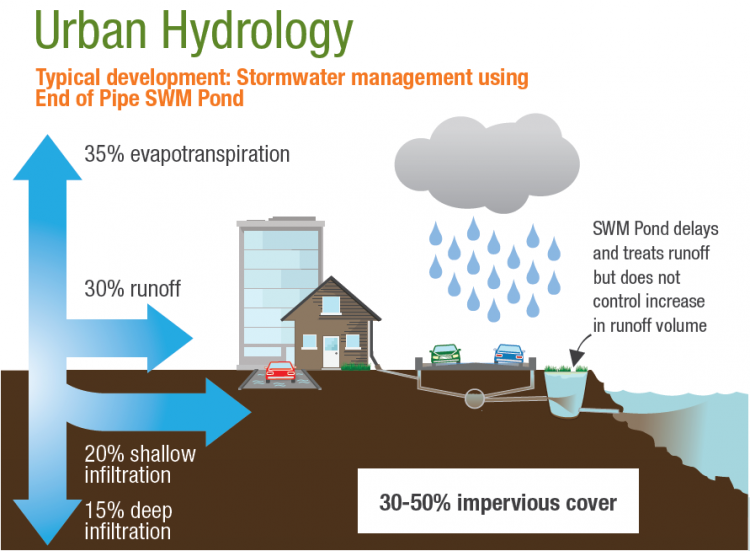 Urban Hydrology
Typical development: Stormwater management using
End of Pipe SWM Pond
35% evapotranspiration
30% runoff
20% shallow
infiltration
15% deep
infiltration
SWM Pond delays
and treats runoff
but does not
control increase
in runoff volume
30-50% impervious cover